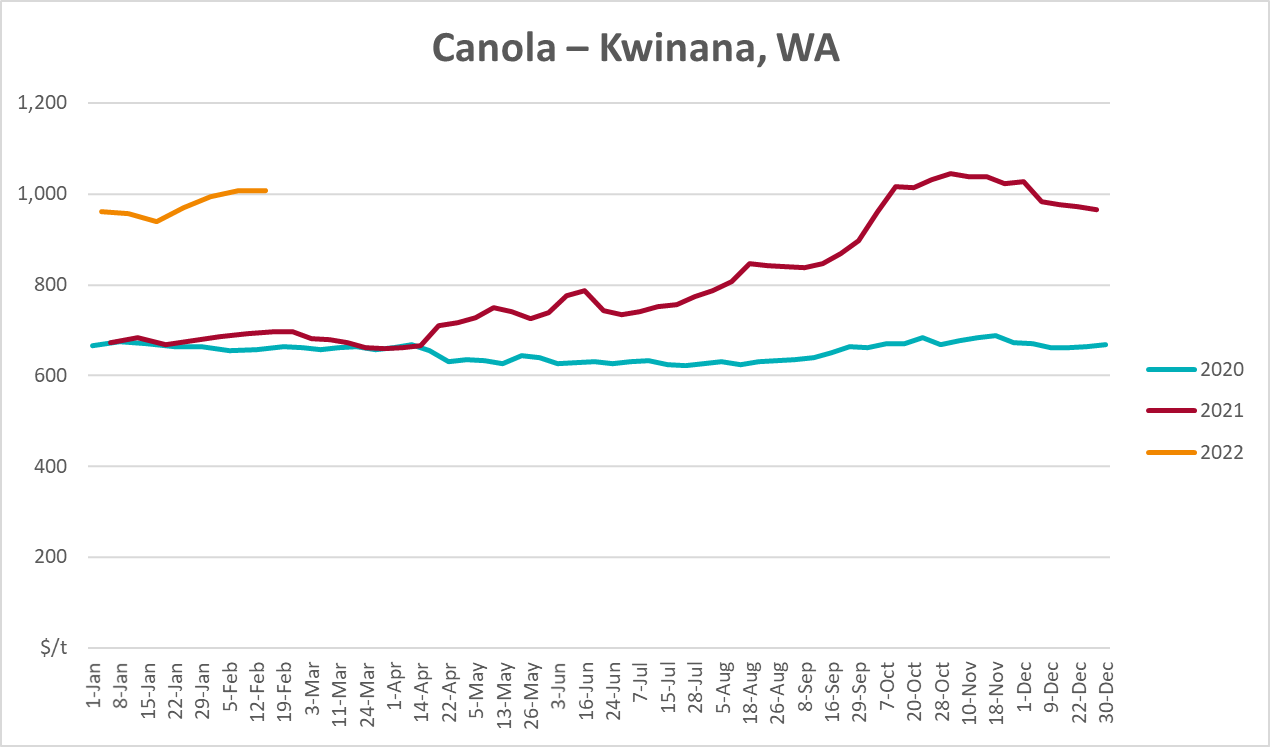 Canola – Kwinana, WA
1,200
1,000
800
600
400
200
$/t
1-Jan
8-Jan
15-Jan
22-Jan
29-Jan
5-Feb
12-Feb
19-Feb
3-Mar
11-Mar
24-Mar
1-Apr
14-Apr
22-Apr
5-May
13-May
26-May
3-Jun
16-Jun
24-Jun
7-Jul
15-Jul
28-Jul
5-Aug
18-Aug
26-Aug
8-Sep
16-Sep
29-Sep
7-Oct
20-Oct
28-Oct
10-Nov
18-Nov
1-Dec
9-Dec
22-Dec
30-Dec
2020
2021
2022